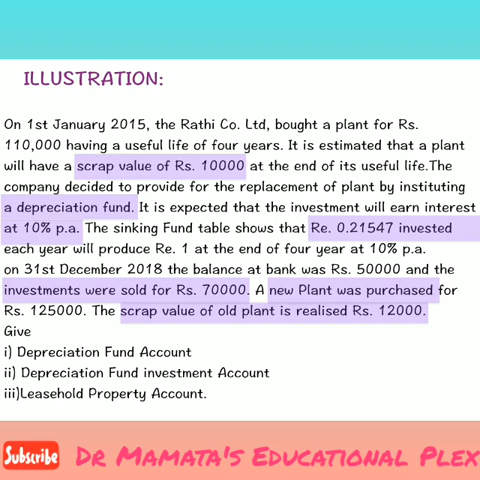 ILLUSTRATION:
On 1st January 2015, the Rathi Co. Ltd, bought a plant for Rs.
110,000 having a useful life of four years. It is estimated that a plant
will have a scrap value of Rs. 10000 at the end of its useful life.The
company decided to provide for the replacement of plant by instituting
a depreciation fund. It is expected that the investment will earn interest
at 10% p.a. The sinking Fund table shows that Re. 0.21547 invested
each year will produce Re. 1 at the end of four year at 10% p.a.
on 31st December 2018 the balance at bank was Rs. 50000 and the
investments were sold for Rs. 70000. A new Plant was purchased for
Rs. 125000. The scrap value of old plant is realised Rs. 12000.
Give
i) Depreciation Fund Account
ii) Depreciation Fund investment Account
iii)Leasehold Property Account.
Subscribe DR MAMATA'S EDUCATIONAL PLEX